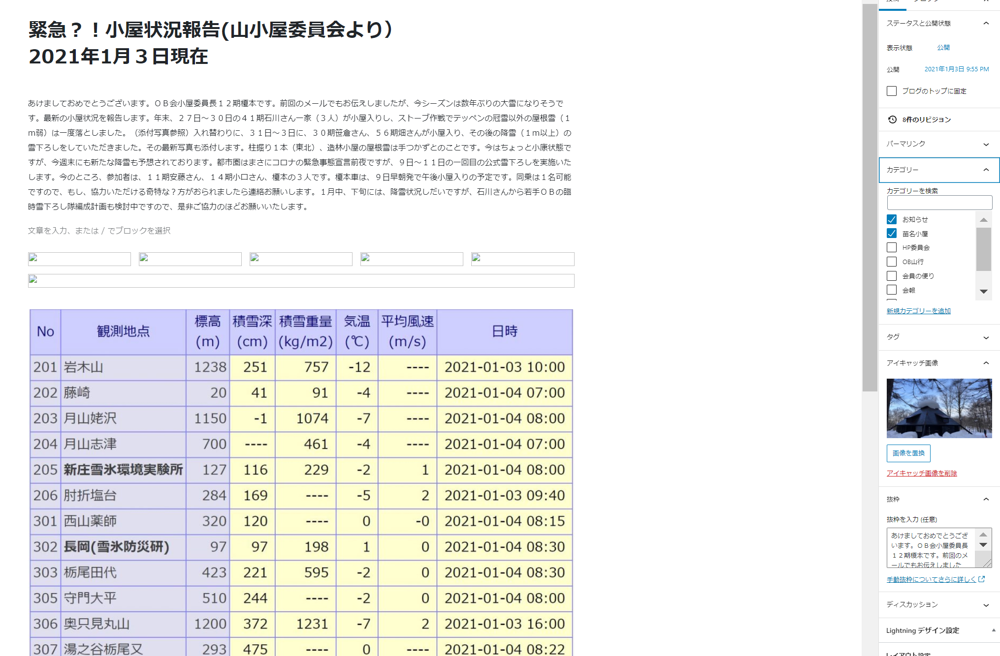 緊急？！小屋状況報告(山小屋委員会より）
2021年1月３日現在
あけましておめでとうございます。ＯＢ会小屋委員長１２期榎本です。前回のメールでもお伝えしましたが、今シーズンは数年ぶりの大雪になりそうで
す。最新の小屋状況を報告します。年末、２７日～３０日の４１期石川さん一家（３人）が小屋入りし、ストーブ作戦でテッペンの冠雪以外の屋根雪（１
ｍ弱）は一度落としました。（添付写真参照）入れ替わりに、３１日～３日に、３０期笹倉さん、５６期畑さんが小屋入り、その後の降雪（１ｍ以上）の
雪下ろしをしていただきました。その最新写真も添付します。柱掘り１本（東北）、造林小屋の屋根雪は手つかずとのことです。今はちょっと小康状態で
すが、今週末にも新たな降雪も予想されております。都市圏はまさにコロナの緊急事態宣言前夜ですが、９日～１１日の一回目の公式雪下ろしを実施いた
します。今のところ、参加者は、１１期安藤さん、１４期小口さん、榎本の３人です。榎本車は、９日早朝発で午後小屋入りの予定です。同乗は１名可能
ですので、もし、協力いただける奇特な？方がおられましたら連絡お願いします。１月中、下旬には、降雪状況しだいですが、石川さんから若手ＯＢの臨
時雪下ろし隊編成計画も検討中ですので、是非ご協力のほどお願いいたします。
文章を入力、または / でブロックを選択
No 観測地点 標高(m) 積雪深(cm) 積雪重量(kg/m2) 気温(℃) 平均風速(m/s) 日時
201 岩木山 1238 251 757 -12 ---- 2021-01-03 10:00
202 藤崎 20 41 91 -4 ---- 2021-01-04 07:00
203 月山姥沢 1150 -1 1074 -7 ---- 2021-01-04 08:00
204 月山志津 700 ---- 461 -4 ---- 2021-01-04 07:00
205 新庄雪氷環境実験所 127 116 229 -2 1 2021-01-04 08:00
206 肘折塩台 284 169 ---- -5 2 2021-01-03 09:40
301 西山薬師 320 120 ---- 0 -0 2021-01-04 08:15
302 長岡(雪氷防災研) 97 97 198 1 0 2021-01-04 08:30
303 栃尾田代 423 221 595 -2 0 2021-01-04 08:30
305 守門大平 510 244 ---- -2 0 2021-01-04 08:00
306 奥只見丸山 1200 372 1231 -7 2 2021-01-03 16:00
307 湯之谷栃尾又 293 475 ---- 0 ---- 2021-01-04 08:22
ステータスと公開状態
表示状態 公開
公開 2021年1月3日 9:55 PM
ブログのトップに固定
8件のリビジョン
パーマリンク
カテゴリー
カテゴリーを検索
お知らせ
苗名小屋
HP委員会
OB山行
会員の便り
会報
新規カテゴリーを追加
タグ
アイキャッチ画像
画像を置換
アイキャッチ画像を削除
抜粋
抜粋を入力 (任意)
あけましておめでとうござ
います。ＯＢ会小屋委員長
１２期榎本です。前回のメ
ールでもお伝えしました
手動抜粋についてさらに詳しく
ディスカッション
Lightning デザイン設定